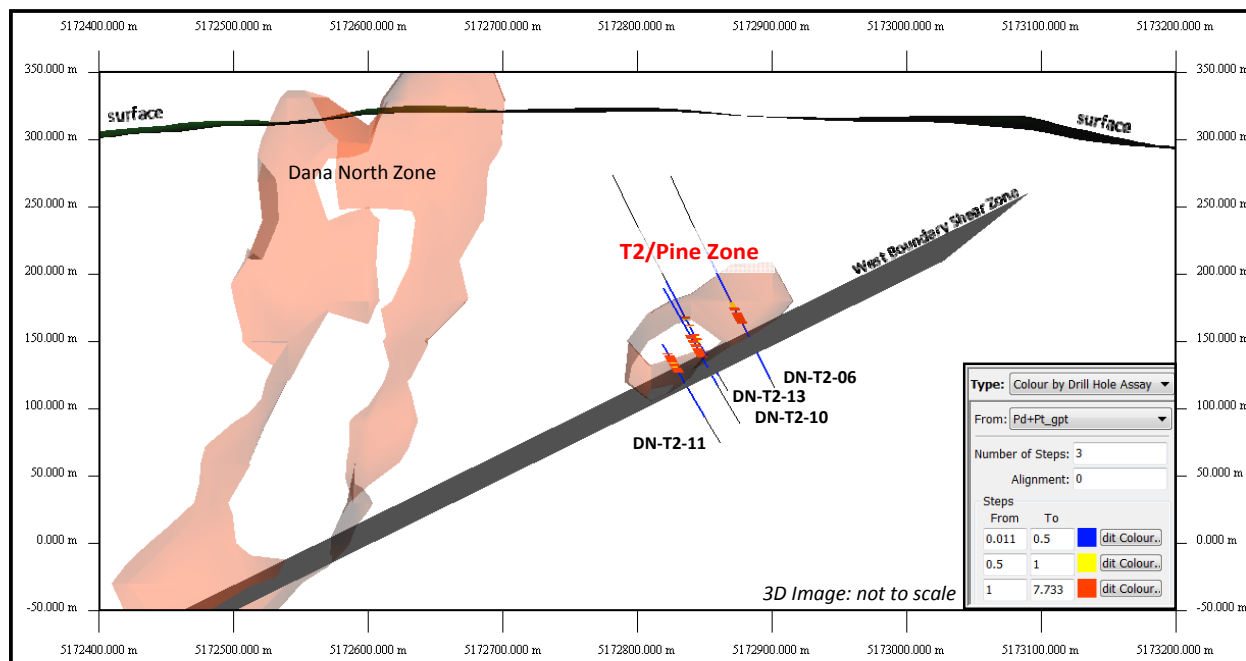 5172400.000 m 5172500.000 m 5172600.000 m 5172700.000 m 5172800.000 m 5172900.000 m 5173000.000 m 5173100.000 m 5173200.000 m
350.000 m 350.000 m
surface surface
300.000 m 300.000 m
Dana North Zone
250.000 m 250.000 m
West Boundary Shear Zone
T2/Pine Zone
200.000 m 200.000 m
150.000 m 150.000 m
DN-T2-06
DN-T2-13
DN-T2-10
DN-T2-11
100.000 m 100.000 m
50.000 m 50.000 m
0.000 m 0.000 m
-50.000 m -50.000 m
Type: Colour by Drill Hole Assay
From: Pd+Pt_gpt
Number of Steps: 3
Alignment: 0
Steps
From To
0.011 0.5 dit Colour..
0.5 1 dit Colour..
1 7.733 dit Colour..
3D Image: not to scale
5172400.000 m 5172500.000 m 5172600.000 m 5172700.000 m 5172800.000 m 5172900.000 m 5173000.000 m 5173100.000 m 5173200.000 m